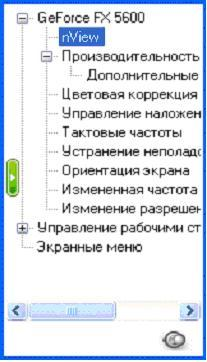 GeForce FX 5600
nView
Производительность
Дополнительные
Цветовая коррекция
Управление наложен
Тактовые частоты
Устранение неполадо
Ориентация экрана
Измененная частота
Изменение разрешен
Управление рабочими ст
Экранные меню